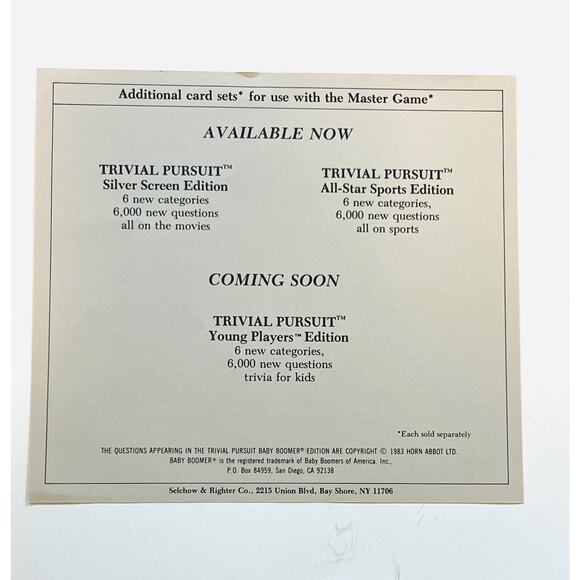 Additional card sets* for use with the Master Game*
AVAILABLE NOW
TRIVIAL PURSUIT™
Silver Screen Edition
6 new categories
6,000 new questions
all on the movies
TRIVIAL PURSUIT™
All-Star Sports Edition
6 new categories,
6,000 new questions
all on sports
COMING SOON
TRIVIAL PURSUIT™
Young Players™ Edition
6 new categories,
6,000 new questions
trivia for kids
*Each sold separately
THE QUESTIONS APPEARING IN THE TRIVIAL PURSUIT BABY BOOMER® EDITION ARE COPYRIGHT © 1983 HORN ABBOT LTD.
BABY BOOMER® is the registered trademark of Baby Boomers of America, Inc.,
P.O. Box 84959, San Diego, CA 92138
Selchow & Righter Co., 2215 Union Blvd, Bay Shore, NY 11706